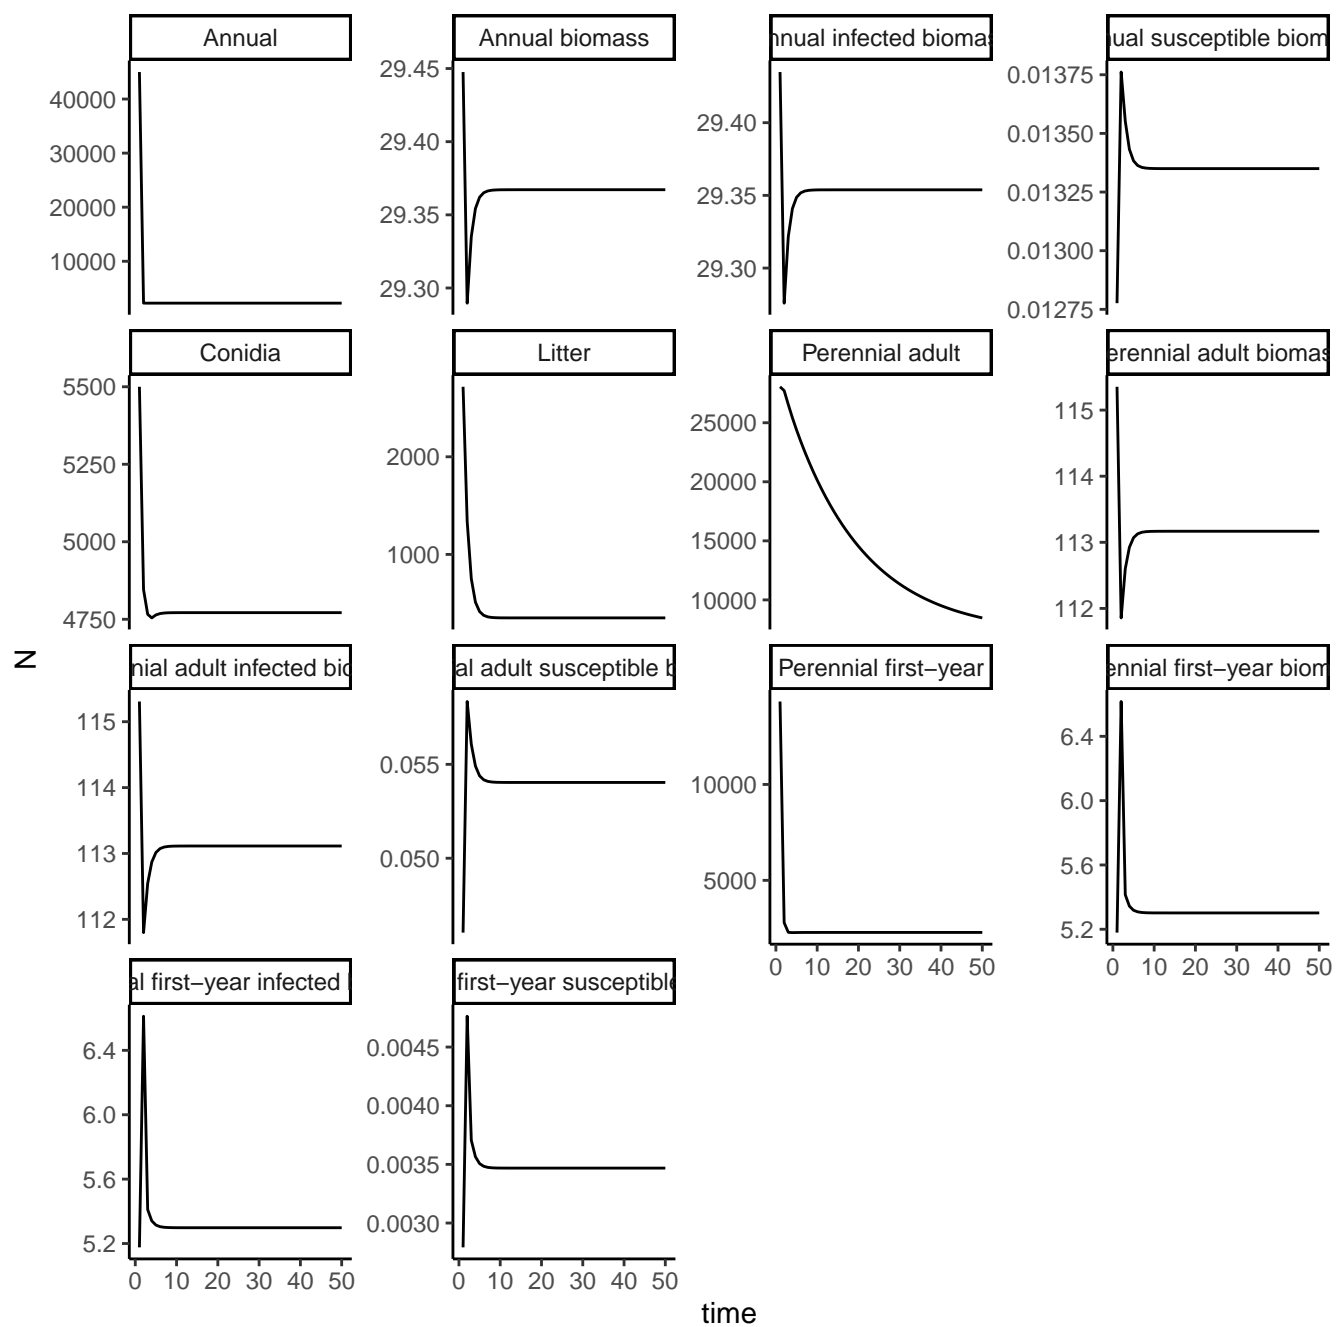 Annual
Annual biomass
nnual infected biomas
ual susceptible biom
40000
30000
20000
10000
29.45
29.40
29.35
29.30
29.40
29.35
29.30
0.01375
0.01350
0.01325
0.01300
0.01275
Conidia
Litter
Perennial adult
erennial adult biomas
5500
5250
5000
4750
2000
1000
25000
20000
15000
10000
115
114
113
112
N
nial adult infected bio
al adult susceptible b
Perennial first−year
ennial first−year biom
115
114
113
112
0.055
0.050
10000
5000
6.4
6.0
5.6
5.2
0 10 20 30 40 50
0 10 20 30 40 50
al first−year infected
first−year susceptible
6.4
6.0
5.6
5.2
0.0045
0.0040
0.0035
0.0030
0 10 20 30 40 50
0 10 20 30 40 50
time